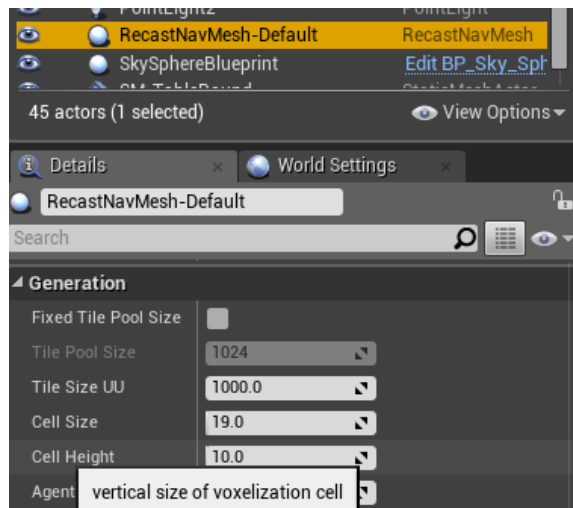 RecastNavMesh-Default RecastNavMesh
SkySphereBlueprint Edit BP_Sky_Sph
45 actors (1 selected) View Options
Details World Settings
RecastNavMesh-Default
Search
Generation
Fixed Tile Pool Size
Tile Pool Size 1024
Tile Size UU 1000.0
Cell Size 19.0
Cell Height 10.0
Agent vertical size of voxelization cell